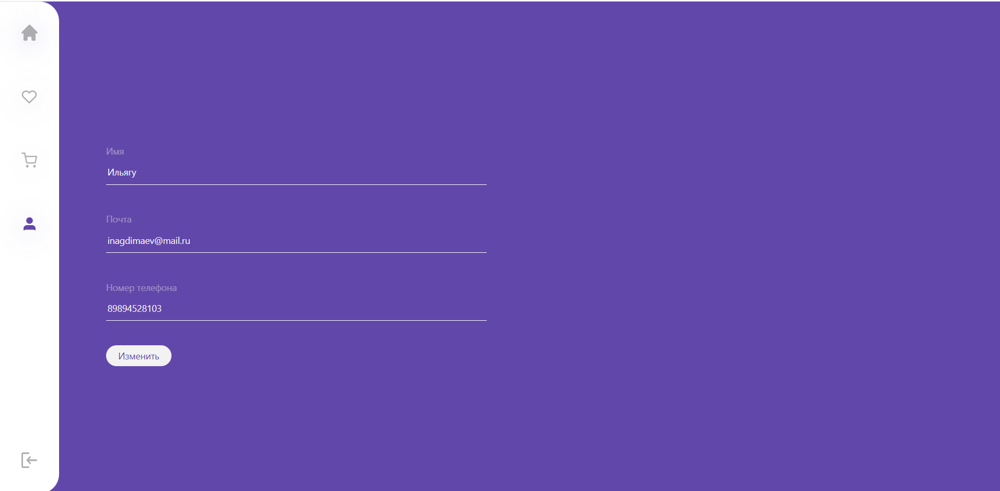 Имя
Ильягу
Почта
inagdimaev@mail.ru
Номер телефона
89894528103
Изменить